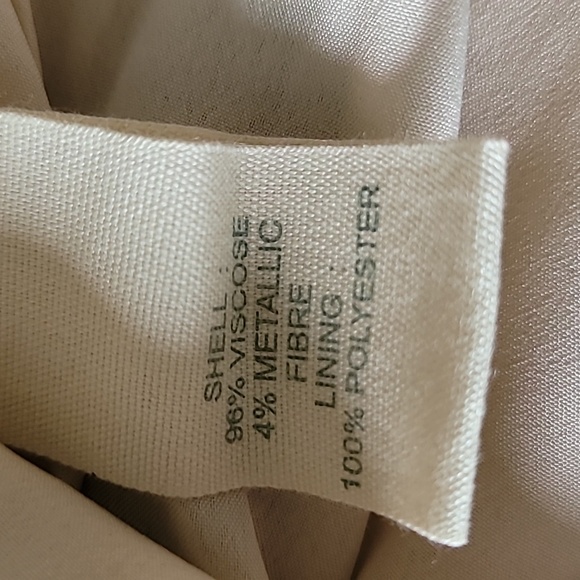 SHELL :
96% VISCOSE
4% METALLIC
FIBRE
LINING :
100% POLYESTER